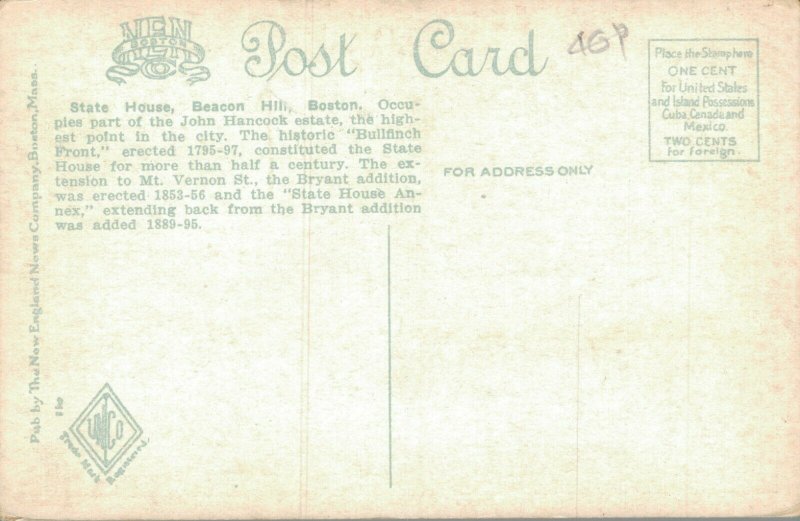 NEN
BOSTON
Co
Post Card
40P
Place the Stamp here
ONE CENT
For United States
and Island Possessions
Cuba, Canada and
Mexico.
TWO CENTS
for foreign.
State House, Beacon Hill, Boston. Occu-
pies part of the John Hancock estate, the high-
est point in the city. The historic "Bullfinch
Front," erected 1795-97, constituted the State
House for more than half a century. The ex-
tension to Mt. Vernon St., the Bryant addition,
was erected 1853-56 and the "State House An-
nex," extending back from the Bryant addition
was added 1889-95.
FOR ADDRESS ONLY
Pub by The New England News Company, Boston, Mass.
Trade Mark
Registered.